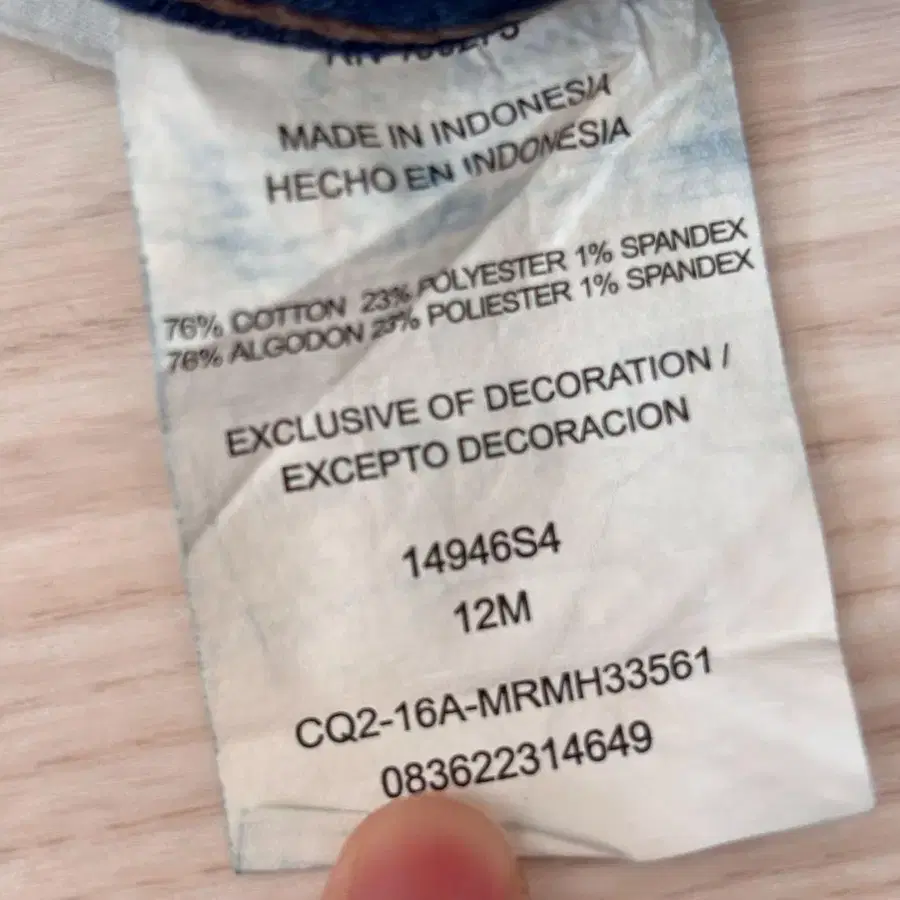 MADE IN INDONESIA
HECHO EN INDONESIA
76% COTTON 23% POLYESTER 1% SPANDEX
76% ALGODON 23% POLIESTER 1% SPANDEX
EXCLUSIVE OF DECORATION /
EXCEPTO DECORACION
14946S4
12M
CQ2-16A-MRMH33561
083622314649